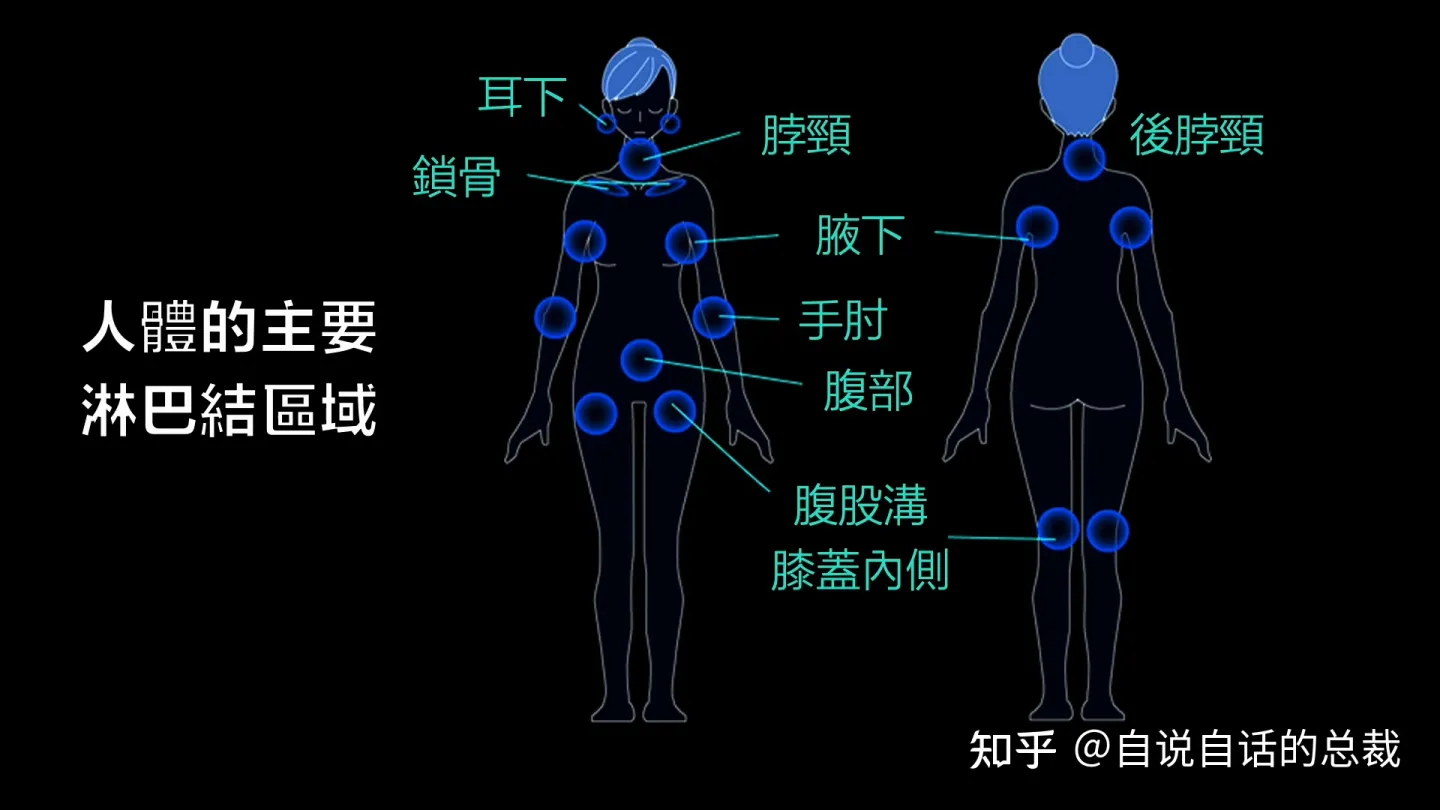 耳下
脖頸
後脖頸
鎖骨
腋下
手肘
腹部
腹股溝
膝蓋內側
人體的主要
淋巴結區域
知乎 @自说自话的总裁